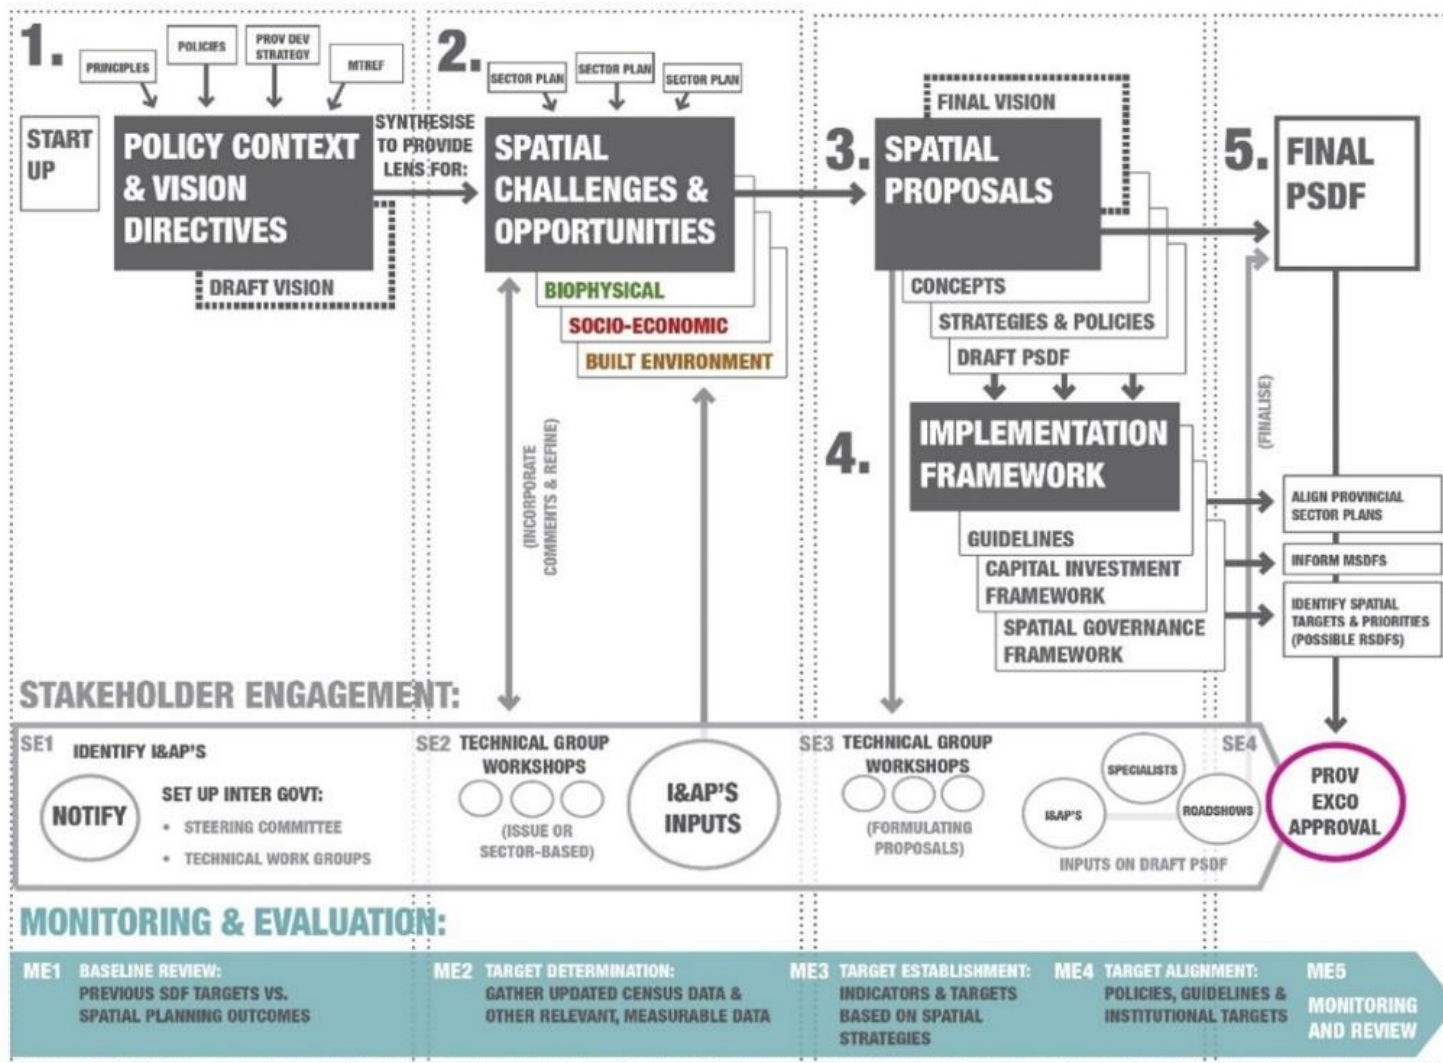 1.
PRINCIPLES
POLICIES
PROV DEV
STRATEGY
MTREF
START
UP
POLICY CONTEXT
& VISION
DIRECTIVES
DRAFT VISION
SYNTHESISE
TO PROVIDE
LENS FOR:
2.
SECTOR PLAN
SECTOR PLAN
SECTOR PLAN
SPATIAL
CHALLENGES &
OPPORTUNITIES
BIOPHYSICAL
SOCIO-ECONOMIC
BUILT ENVIRONMENT
(INCORPORATE
COMMENTS & REFINE)
FINAL VISION
3.
SPATIAL
PROPOSALS
CONCEPTS
STRATEGIES & POLICIES
DRAFT PSDF
4.
IMPLEMENTATION
FRAMEWORK
GUIDELINES
CAPITAL INVESTMENT
FRAMEWORK
SPATIAL GOVERNANCE
FRAMEWORK
5.
FINAL
PSDF
(FINALISE)
ALIGN PROVINCIAL
SECTOR PLANS
INFORM MSDFS
IDENTIFY SPATIAL
TARGETS & PRIORITIES
(POSSIBLE RSDFS)
STAKEHOLDER ENGAGEMENT:
SE1
IDENTIFY I&AP'S
NOTIFY
SET UP INTER GOVT:
• STEERING COMMITTEE
• TECHNICAL WORK GROUPS
SE2
TECHNICAL GROUP
WORKSHOPS
(ISSUE OR
SECTOR-BASED)
I&AP'S
INPUTS
SE3
TECHNICAL GROUP
WORKSHOPS
(FORMULATING
PROPOSALS)
I&AP'S
SPECIALISTS
ROADSHOWS
INPUTS ON DRAFT PSDF
SE4
PROV
EXCO
APPROVAL
MONITORING & EVALUATION:
ME1
BASELINE REVIEW:
PREVIOUS SDF TARGETS VS.
SPATIAL PLANNING OUTCOMES
ME2
TARGET DETERMINATION:
GATHER UPDATED CENSUS DATA &
OTHER RELEVANT, MEASURABLE DATA
ME3
TARGET ESTABLISHMENT:
INDICATORS & TARGETS
BASED ON SPATIAL
STRATEGIES
ME4
TARGET ALIGNMENT:
POLICIES, GUIDELINES &
INSTITUTIONAL TARGETS
ME5
MONITORING
AND REVIEW